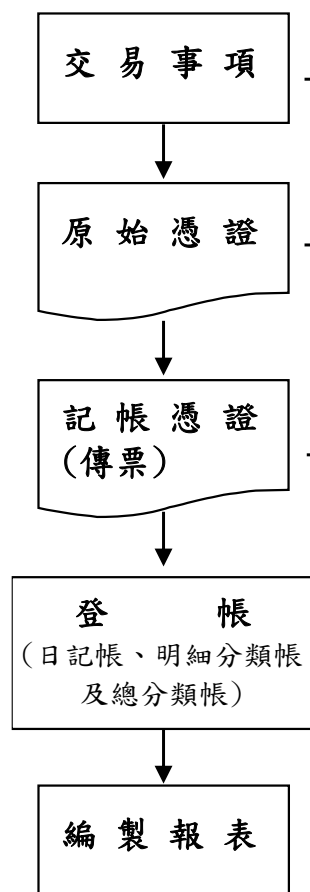 交易事項
原始憑證
記帳憑證
(傳票)
登帳
（日記帳、明細分類帳
及總分類帳）
編製報表